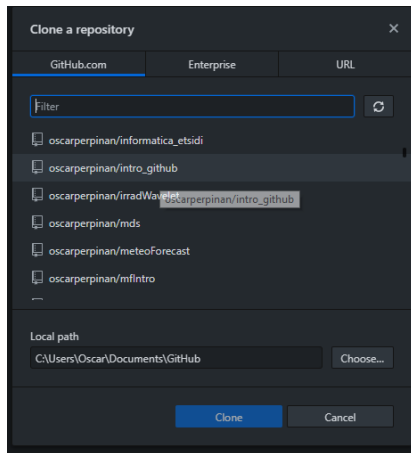 Clone a repository
GitHub.com Enterprise URL
Filter
oscarperpinan/informatica_etsidi
oscarperpinan/intro_github
oscarperpinan/irradWavelet
oscarperpinan/intro_github
oscarperpinan/mds
oscarperpinan/meteoForecast
oscarperpinan/mfIntro
Local path
C:\Users\Oscar\Documents\GitHub Choose...
Clone Cancel